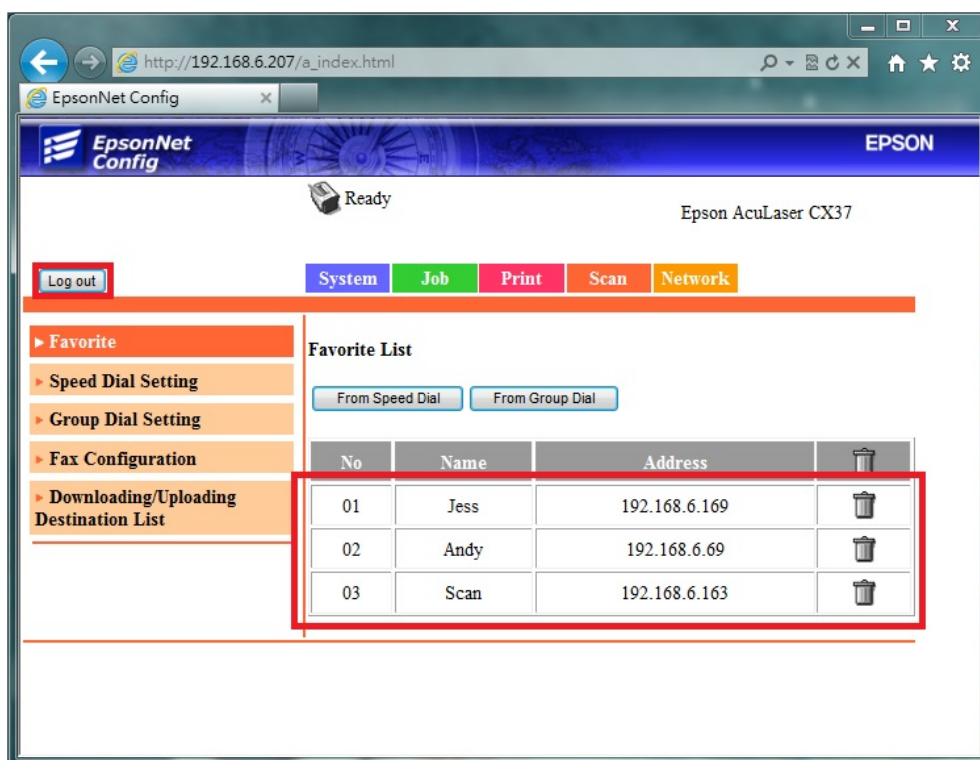 http://192.168.6.207/a_index.html
EpsonNet Config
EpsonNet
Config
EPSON
Ready
Epson AcuLaser CX37
Log out
System Job Print Scan Network
Favorite
Speed Dial Setting
Group Dial Setting
Fax Configuration
Downloading/Uploading
Destination List
Favorite List
From Speed Dial From Group Dial
No Name Address
01 Jess 192.168.6.169
02 Andy 192.168.6.69
03 Scan 192.168.6.163